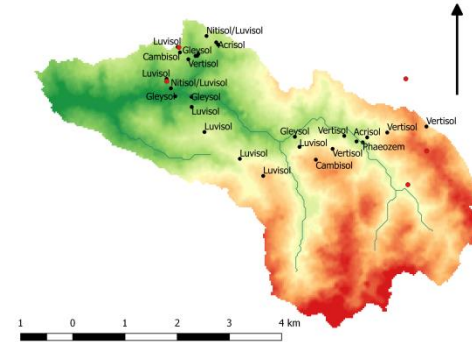 Nitisol/Luvisol
Luvisol
Acrisol
Gleysol
Cambisol
Vertisol
Luvisol
Nitisol/Luvisol
Gleysol
Gleysol
Luvisol
Luvisol
Vertisol
Gleysol
Vertisol
Acrisol
Vertisol
Luvisol
Phaeozem
Vertisol
Luvisol
Cambisol
Luvisol
1 0 1 2 3 4 km